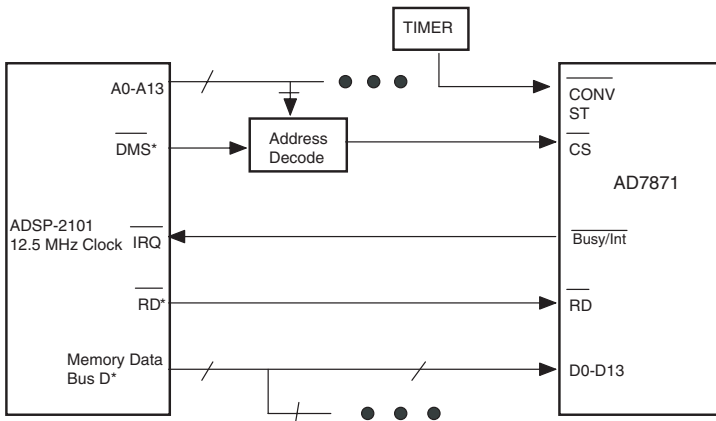 TIMER
A0-A13
CONV
ST
DMS*
Address
Decode
CS
AD7871
ADSP-2101
12.5 MHz Clock
IRQ
Busy/Int
RD*
RD
Memory Data
Bus D*
D0-D13